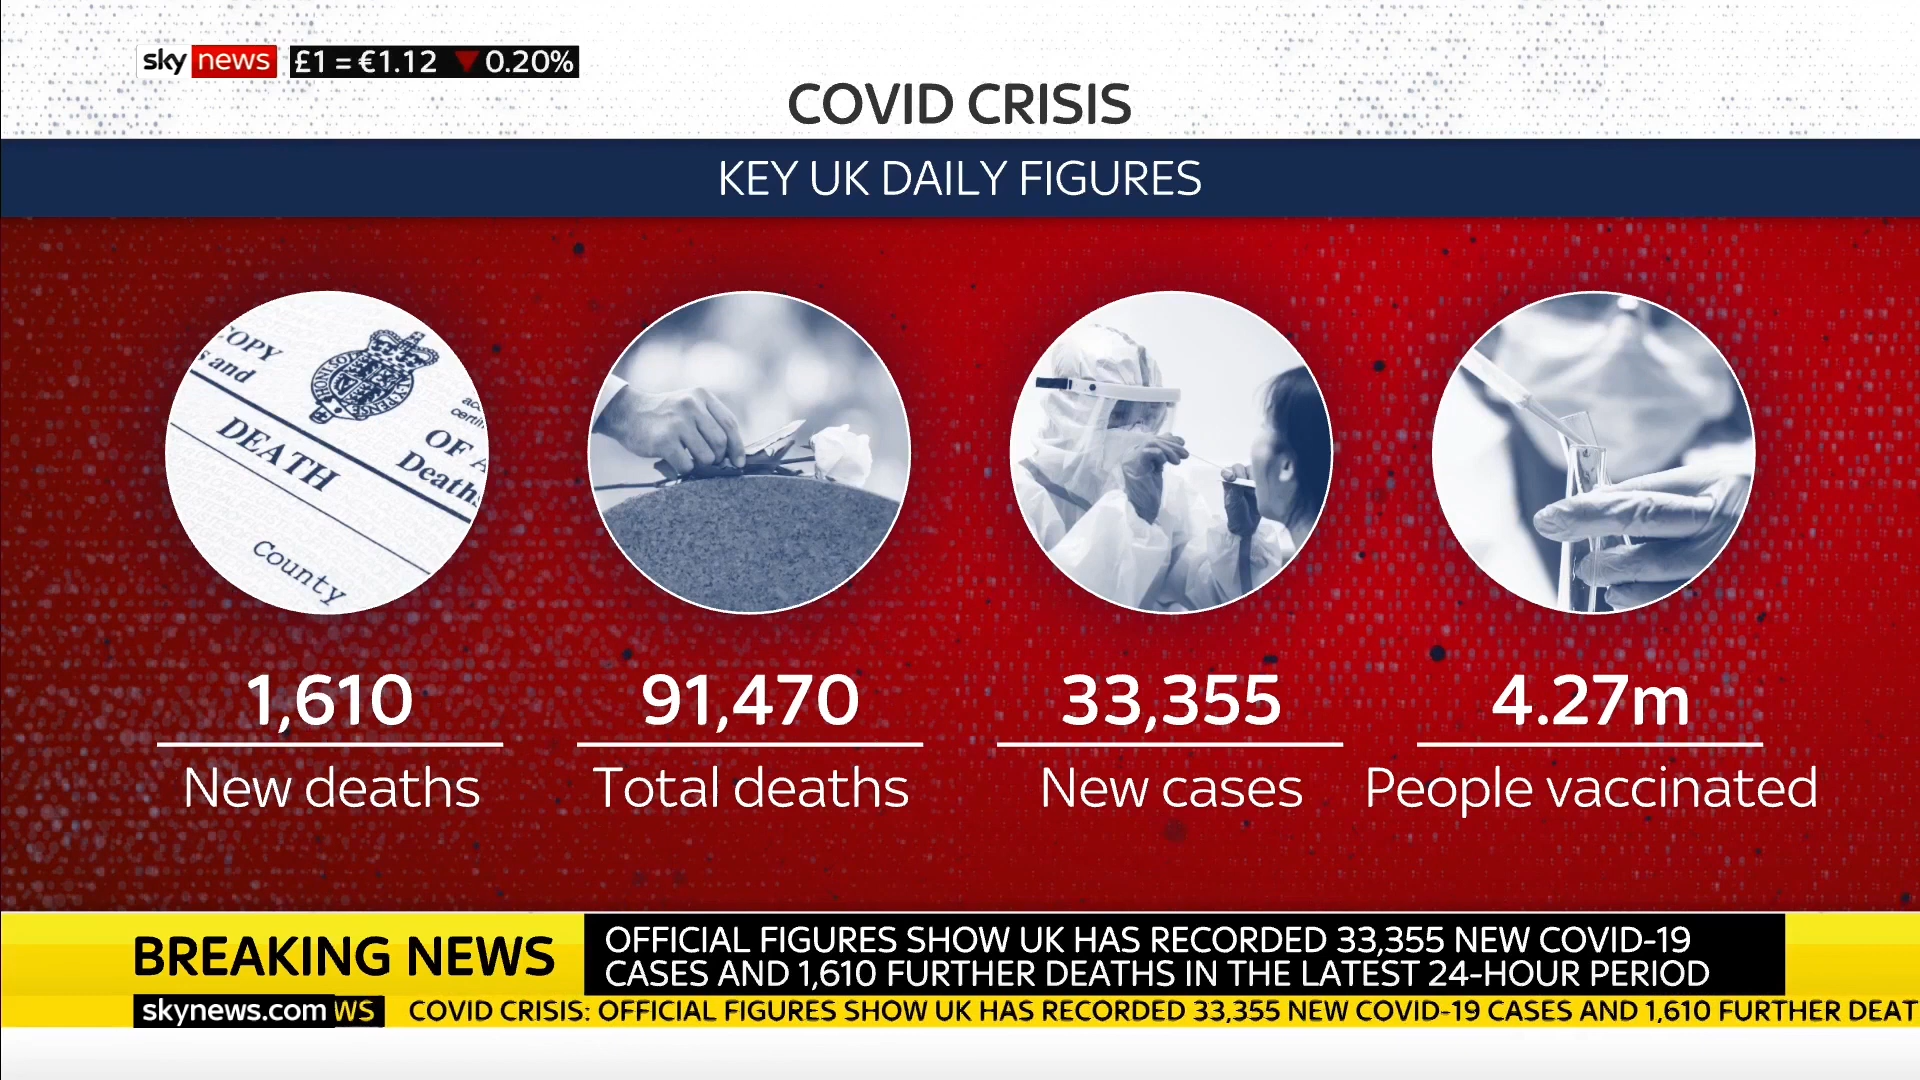 sky news £1 = €1.12 ▼ 0.20%
COVID CRISIS
KEY UK DAILY FIGURES
COPY
s and
DEATH
OF A
Death
County
1,610
New deaths
91,470
Total deaths
33,355
New cases
4.27m
People vaccinated
BREAKING NEWS
OFFICIAL FIGURES SHOW UK HAS RECORDED 33,355 NEW COVID-19
CASES AND 1,610 FURTHER DEATHS IN THE LATEST 24-HOUR PERIOD
skynews.com WS
COVID CRISIS: OFFICIAL FIGURES SHOW UK HAS RECORDED 33,355 NEW COVID-19 CASES AND 1,610 FURTHER DEAT